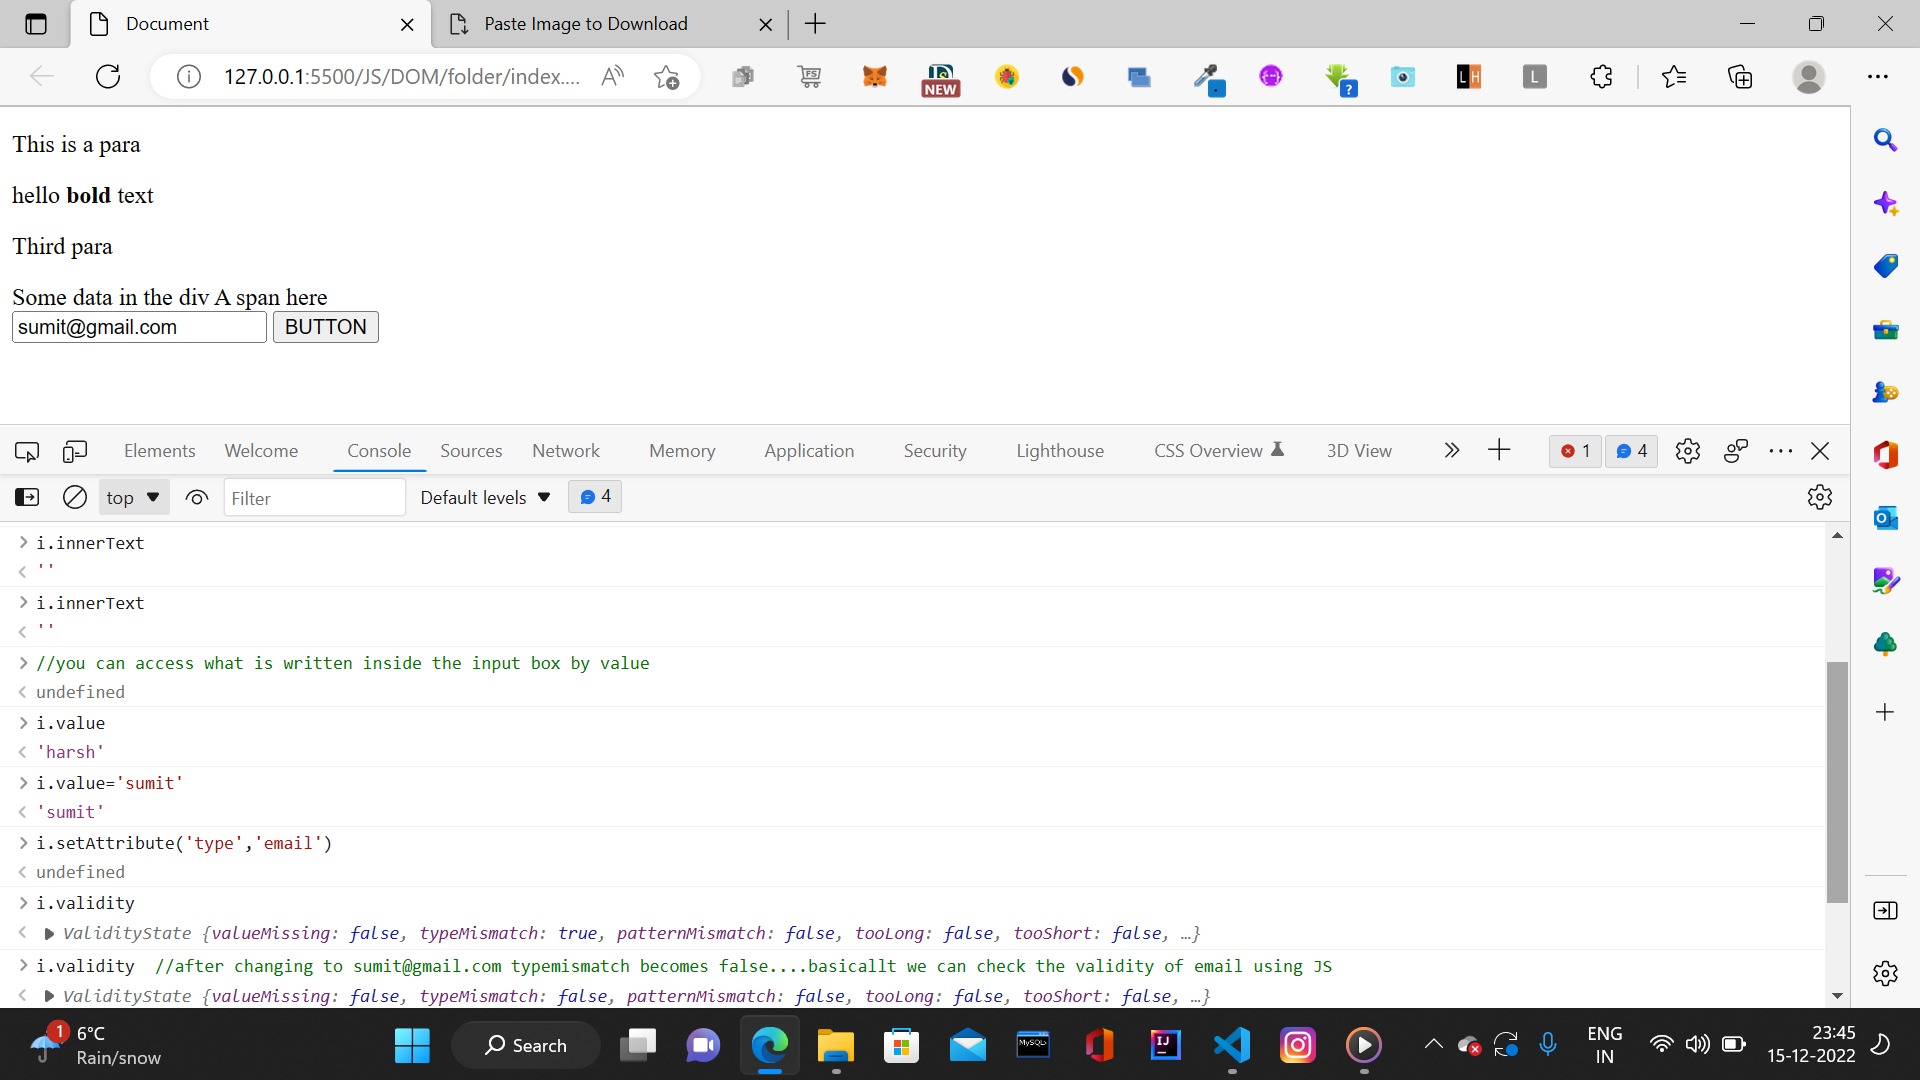 Document
Paste Image to Download
127.0.0.1:5500/JS/DOM/folder/index....
NEW
FS
LH
L
?
This is a para
hello bold text
Third para
Some data in the div A span here
sumit@gmail.com BUTTON
Elements Welcome Console Sources Network Memory Application Security Lighthouse CSS Overview 3D View 1 4
top Filter Default levels 4
i.innerText
''
i.innerText
''
//you can access what is written inside the input box by value
undefined
i.value
'harsh'
i.value='sumit'
'sumit'
i.setAttribute('type','email')
undefined
i.validity
ValidityState {valueMissing: false, typeMismatch: true, patternMismatch: false, tooLong: false, tooShort: false, …}
i.validity //after changing to sumit@gmail.com typemismatch becomes false....basicallt we can check the validity of email using JS
ValidityState {valueMissing: false, typeMismatch: false, patternMismatch: false, tooLong: false, tooShort: false, …}
1
6°C
Rain/snow
Search
MySQL
IJ
ENG
IN
23:45
15-12-2022